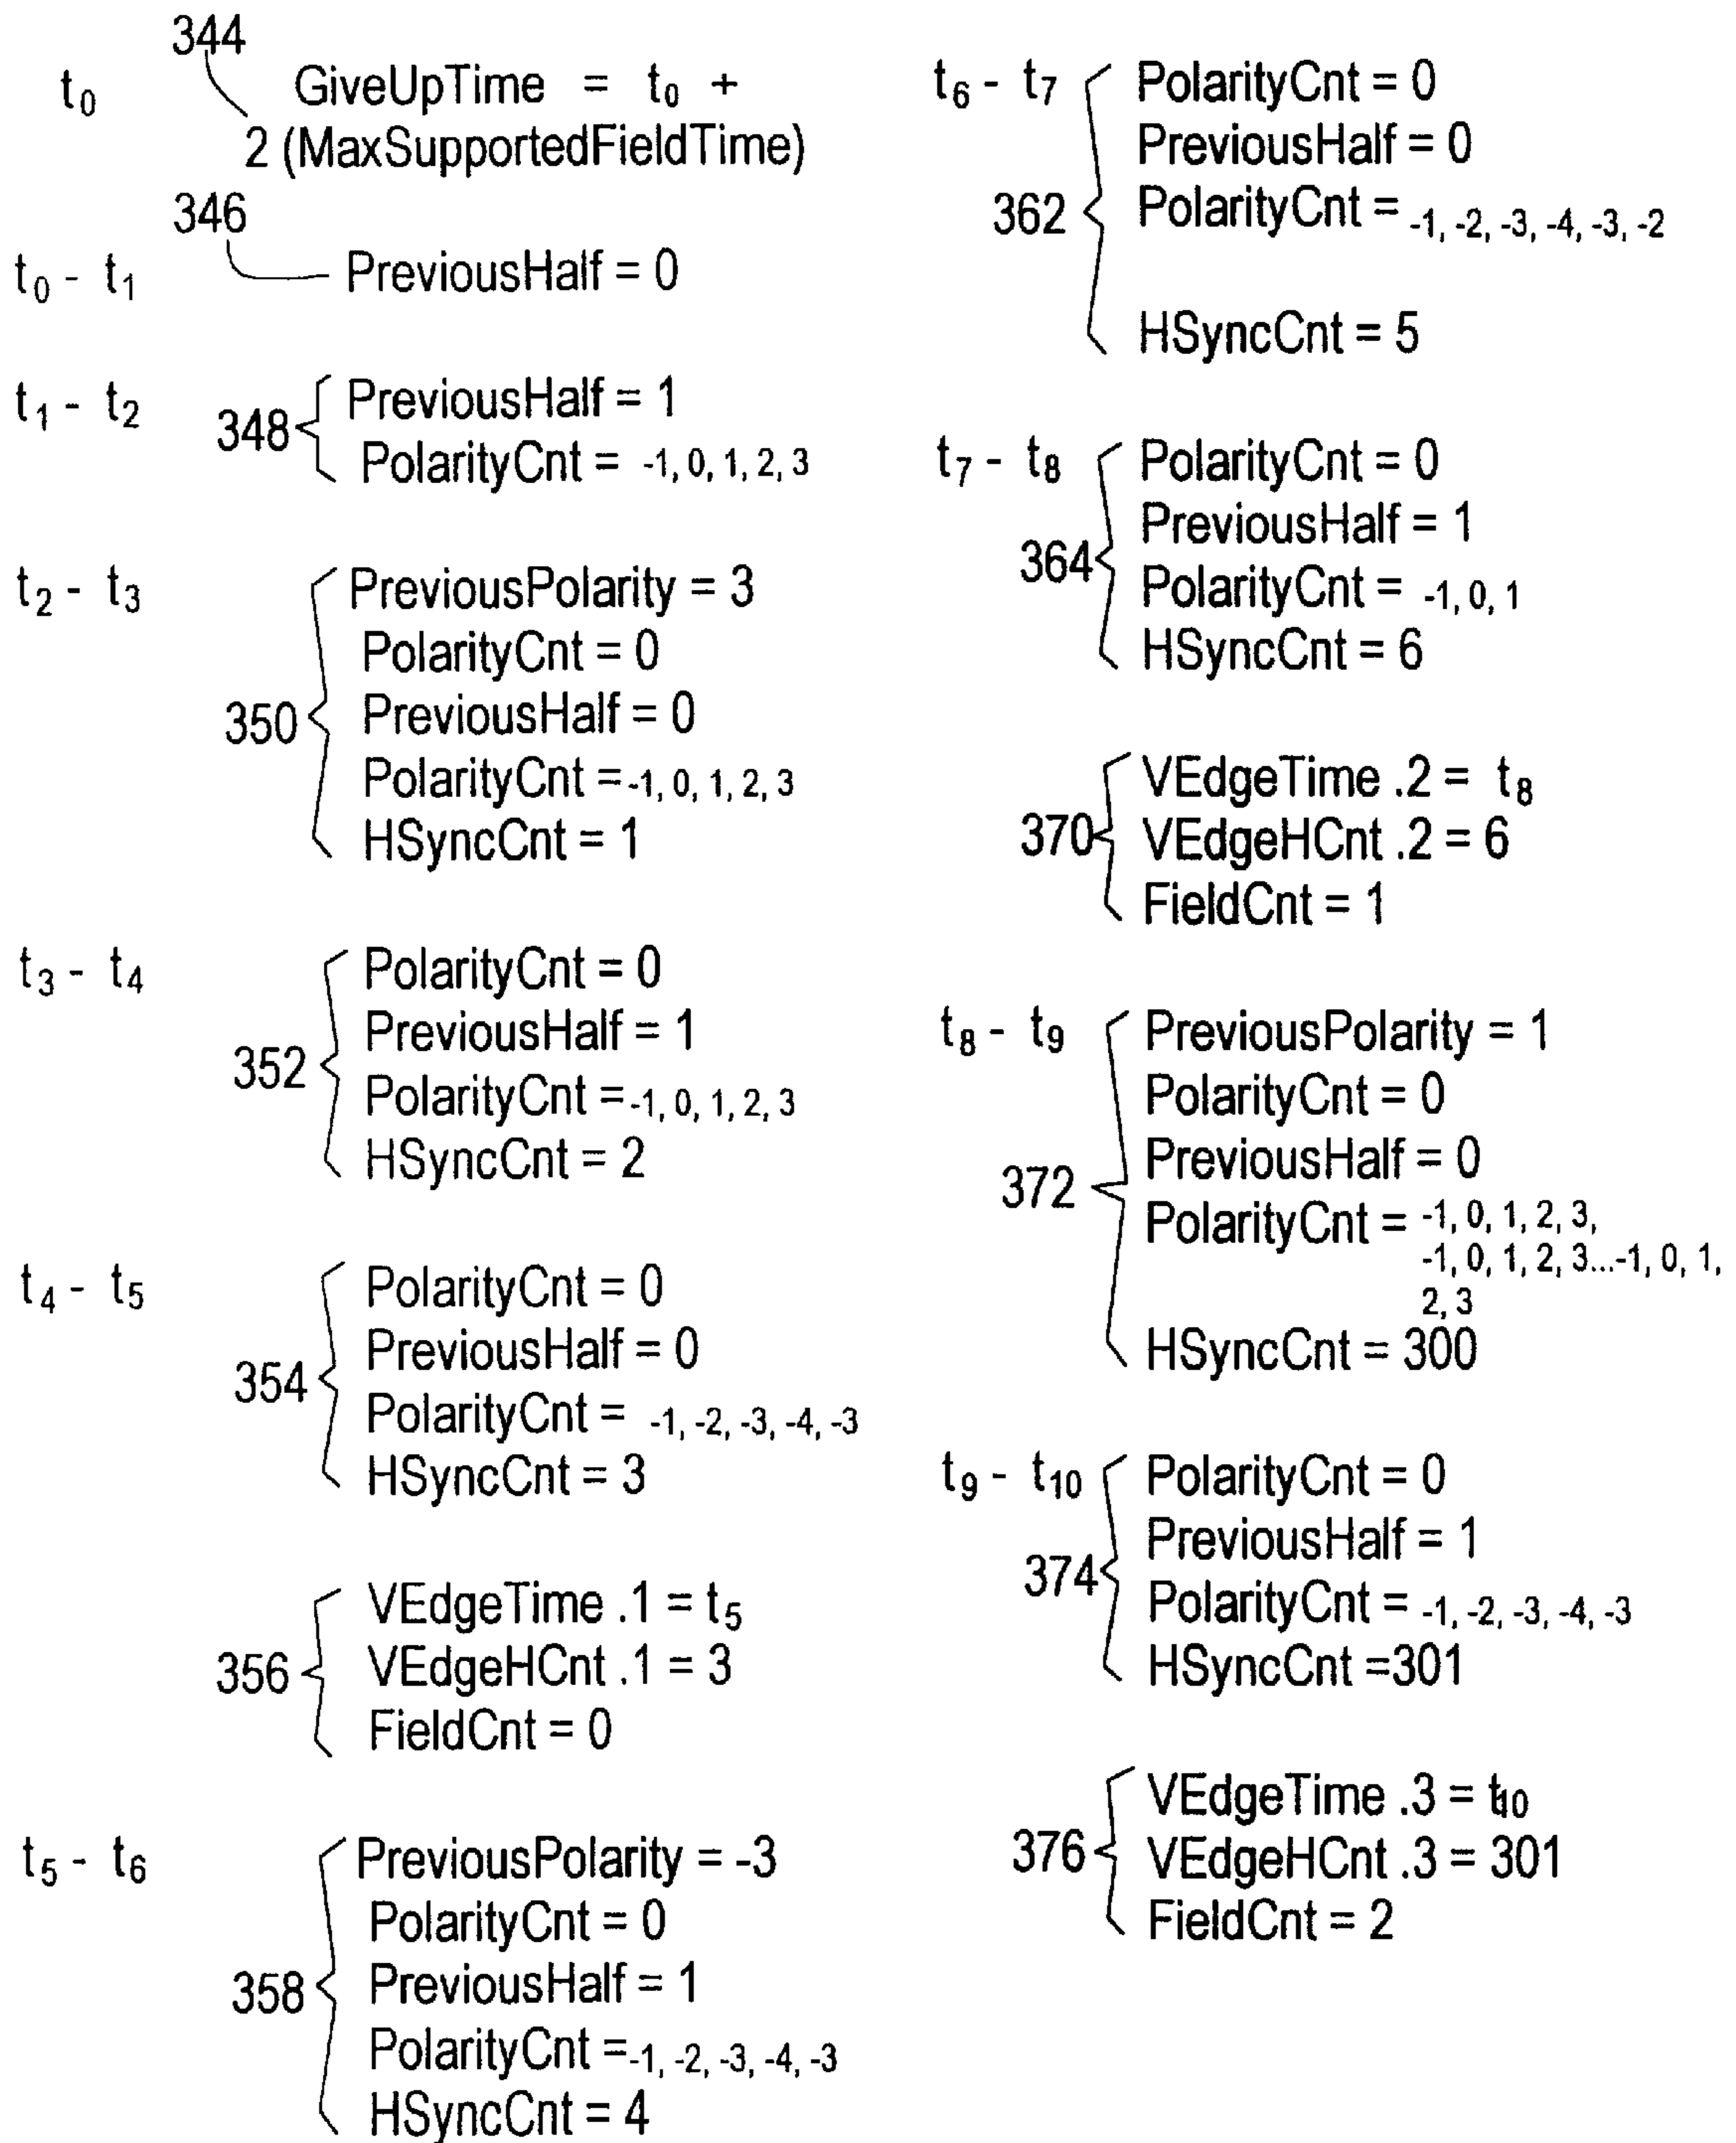 344
t0 GiveUpTime = t0 +
2 (MaxSupportedFieldTime)
346
t0 - t1 PreviousHalf = 0
t1 - t2 348 PreviousHalf = 1
PolarityCnt = -1, 0, 1, 2, 3
t2 - t3 PreviousPolarity = 3
PolarityCnt = 0
350 PreviousHalf = 0
PolarityCnt = -1, 0, 1, 2, 3
HSyncCnt = 1
t3 - t4 PolarityCnt = 0
PreviousHalf = 1
352 PolarityCnt = -1, 0, 1, 2, 3
HSyncCnt = 2
t4 - t5 PolarityCnt = 0
PreviousHalf = 0
354 PolarityCnt = -1, -2, -3, -4, -3
HSyncCnt = 3
VEdgeTime .1 = t5
356 VEdgeHCnt .1 = 3
FieldCnt = 0
t5 - t6 PreviousPolarity = -3
PolarityCnt = 0
358 PreviousHalf = 1
PolarityCnt = -1, -2, -3, -4, -3
HSyncCnt = 4
t6 - t7 PolarityCnt = 0
PreviousHalf = 0
362 PolarityCnt = -1, -2, -3, -4, -3, -2
HSyncCnt = 5
t7 - t8 PolarityCnt = 0
PreviousHalf = 1
364 PolarityCnt = -1, 0, 1
HSyncCnt = 6
VEdgeTime .2 = t8
370 VEdgeHCnt .2 = 6
FieldCnt = 1
t8 - t9 PreviousPolarity = 1
PolarityCnt = 0
372 PreviousHalf = 0
PolarityCnt = -1, 0, 1, 2, 3,
-1, 0, 1, 2, 3...-1, 0, 1,
2, 3
HSyncCnt = 300
t9 - t10 PolarityCnt = 0
PreviousHalf = 1
374 PolarityCnt = -1, -2, -3, -4, -3
HSyncCnt =301
VEdgeTime .3 = t10
376 VEdgeHCnt .3 = 301
FieldCnt = 2